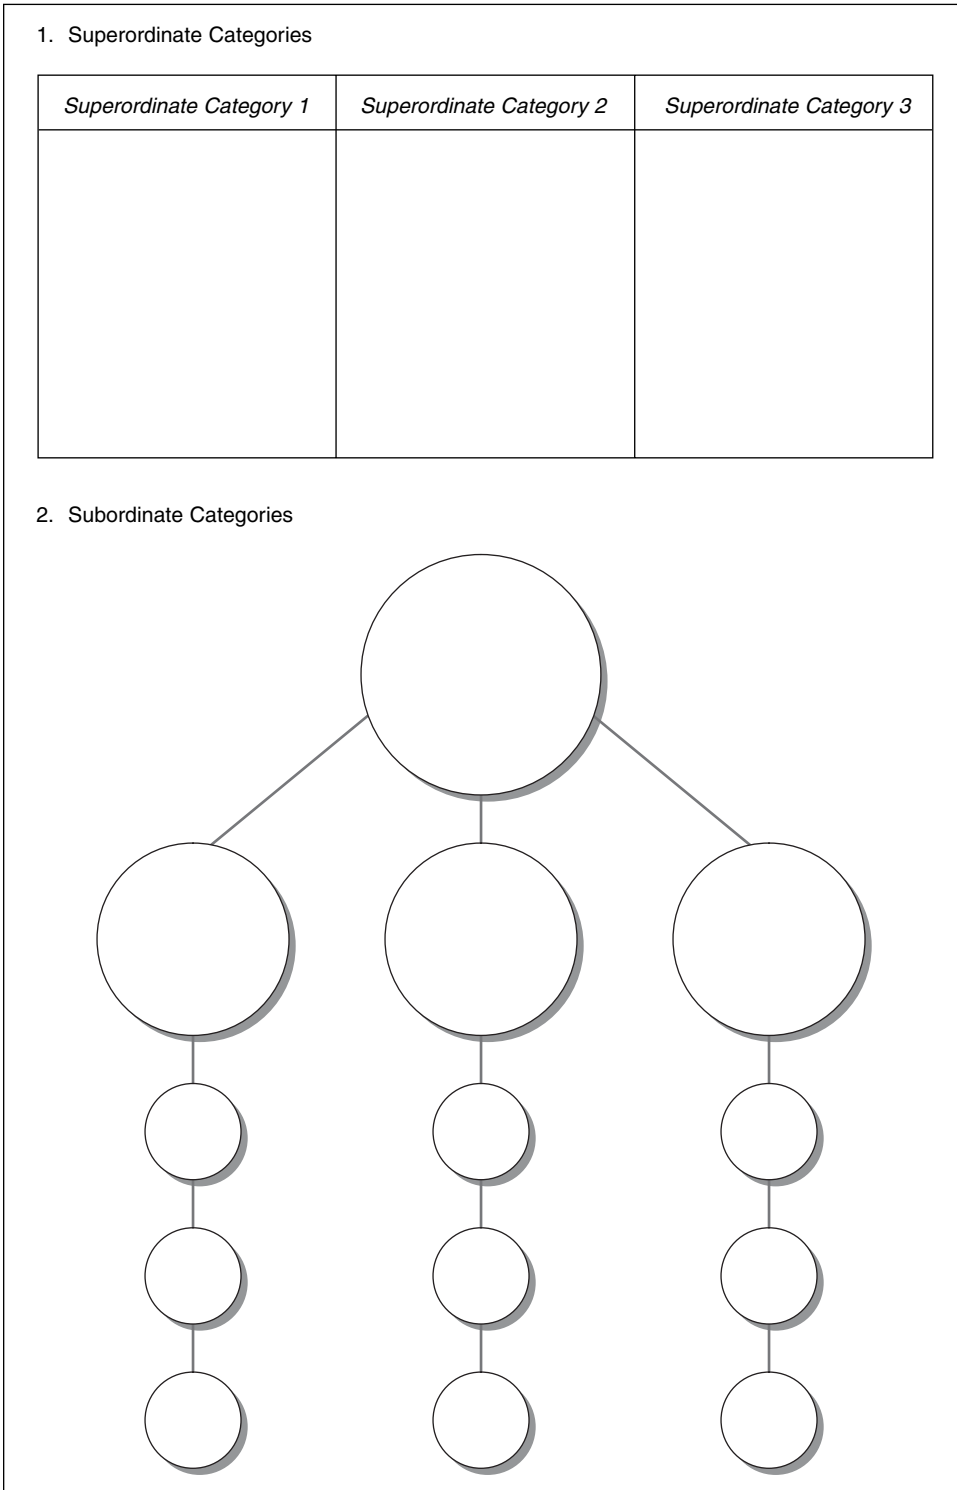 1. Superordinate Categories
Superordinate Category 1 Superordinate Category 2 Superordinate Category 3
2. Subordinate Categories